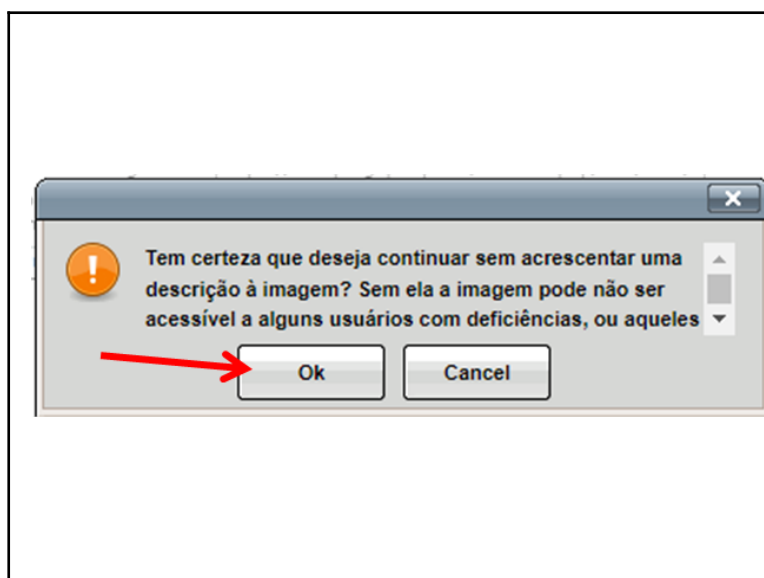 Tem certeza que deseja continuar sem acrescentar uma
descrição à imagem? Sem ela a imagem pode não ser
acessível a alguns usuários com deficiências, ou aqueles
Ok Cancel